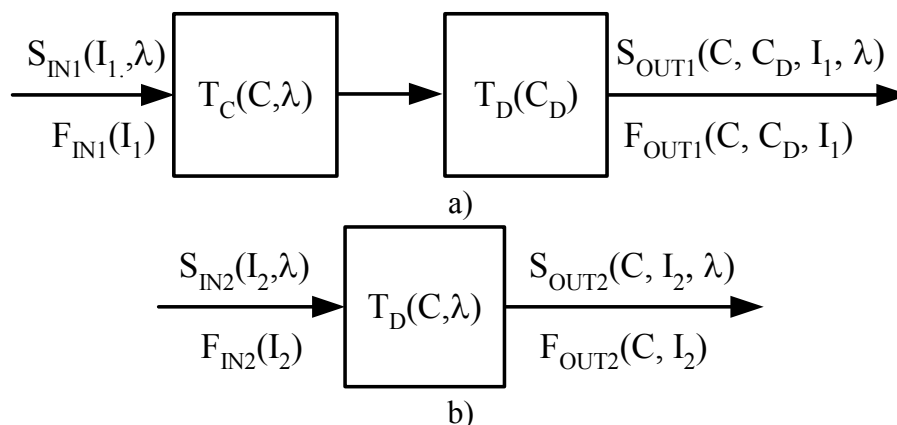 S_IN1(I_1.,λ)
F_IN1(I_1)
T_C(C,λ)
T_D(C_D)
S_OUT1(C, C_D, I_1, λ)
F_OUT1(C, C_D, I_1)
a)
S_IN2(I_2,λ)
F_IN2(I_2)
T_D(C,λ)
S_OUT2(C, I_2, λ)
F_OUT2(C, I_2)
b)